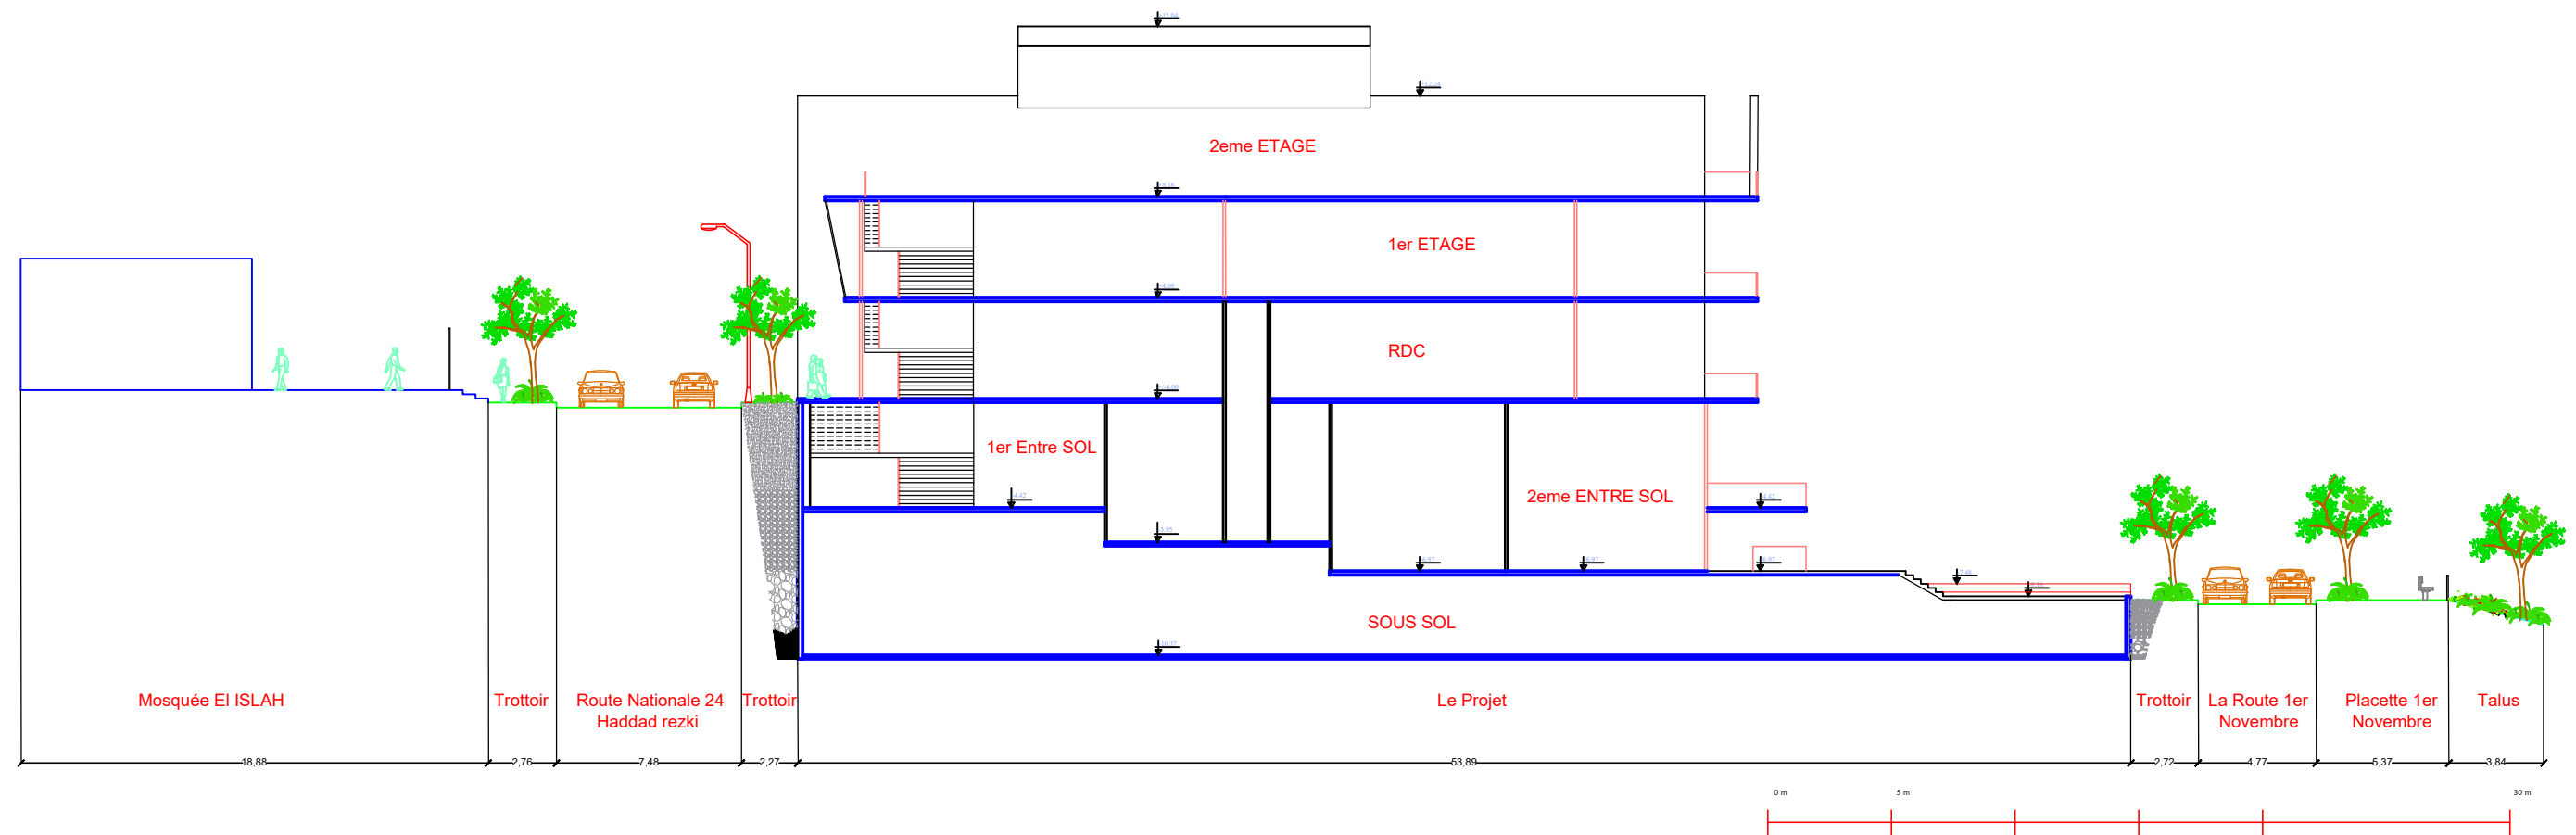 2eme ETAGE
1er ETAGE
RDC
1er Entre SOL
2eme ENTRE SOL
SOUS SOL
Mosquée El ISLAH
Trottoir
Route Nationale 24
Haddad rezki
Trottoir
Le Projet
Trottoir
La Route 1er
Novembre
Placette 1er
Novembre
Talus
18,88
2,76
7,48
2,27
53,89
2,72
4,77
5,37
3,84
0 m
5 m
30 m